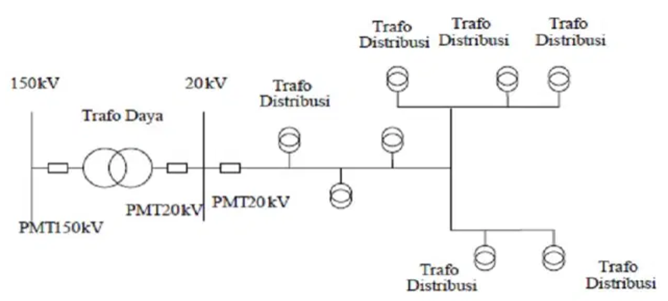 Trafo
Distribusi
Trafo
Distribusi
Trafo
Distribusi
150kV
20kV
Trafo
Distribusi
Trafo Daya
PMT150kV
PMT20kV
PMT20kV
Trafo
Distribusi
Trafo
Distribusi